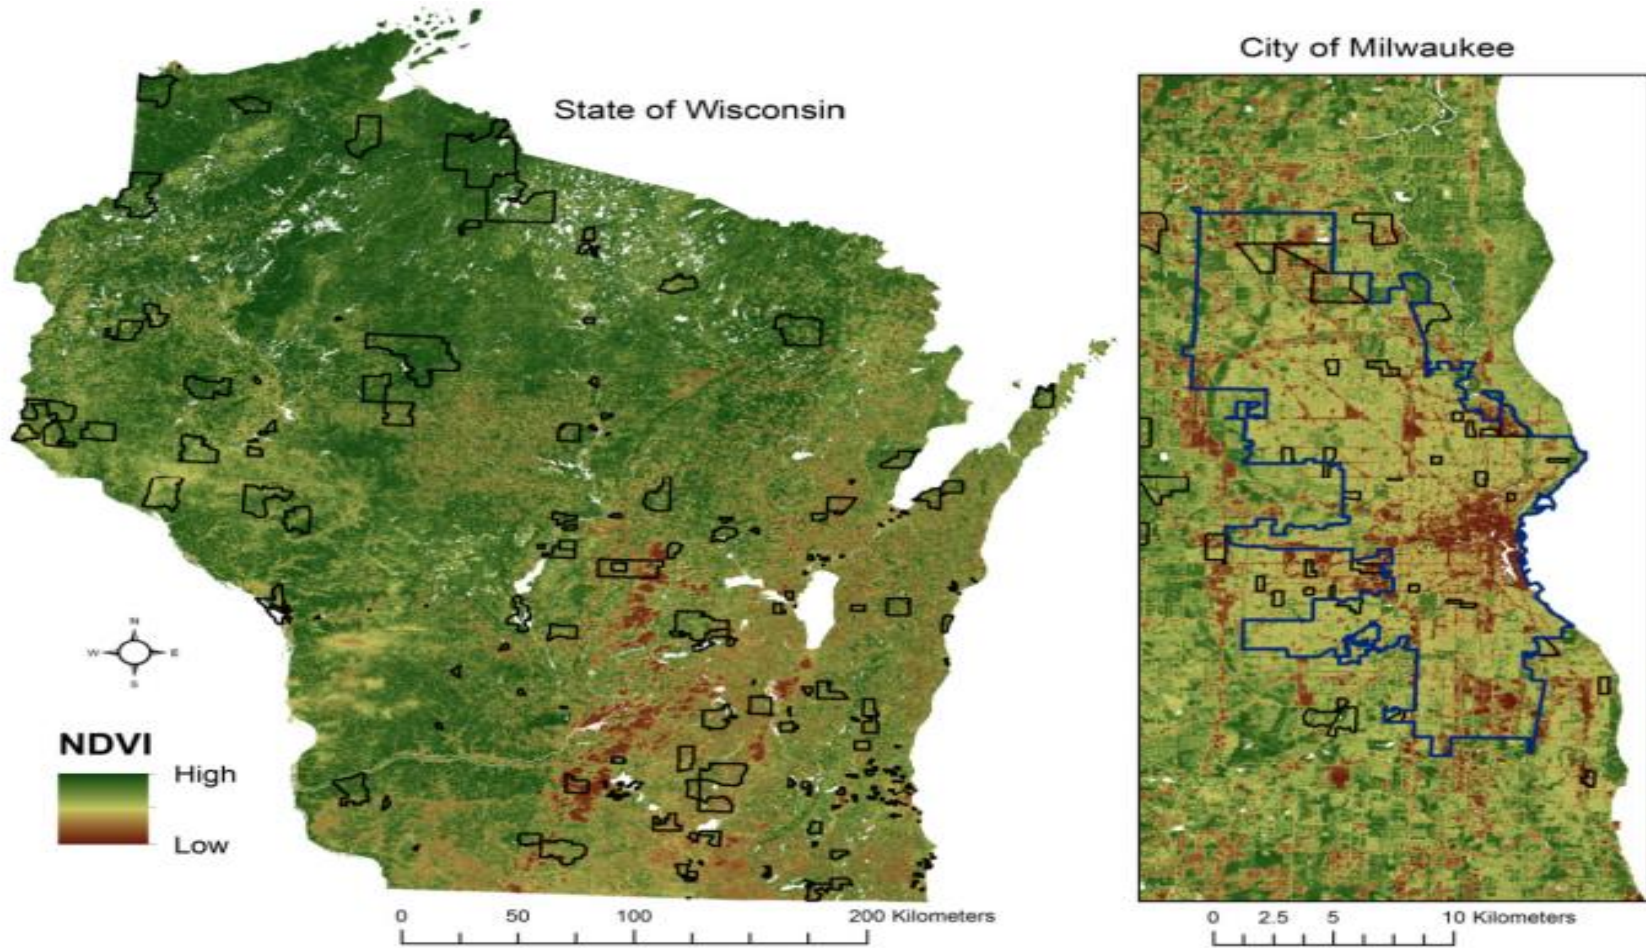 City of Milwaukee
State of Wisconsin
N
W E
S
NDVI
High
Low
0 50 100 200 Kilometers
0 2.5 5 10 Kilometers